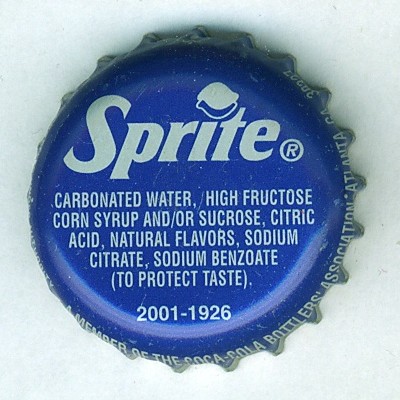 Sprite®
CARBONATED WATER, HIGH FRUCTOSE
CORN SYRUP AND/OR SUCROSE, CITRIC
ACID, NATURAL FLAVORS, SODIUM
CITRATE, SODIUM BENZOATE
(TO PROTECT TASTE).
2001-1926
A MEMBER OF THE COCA-COLA BOTTLERS' ASSOCIATION, ATLANTA, GA